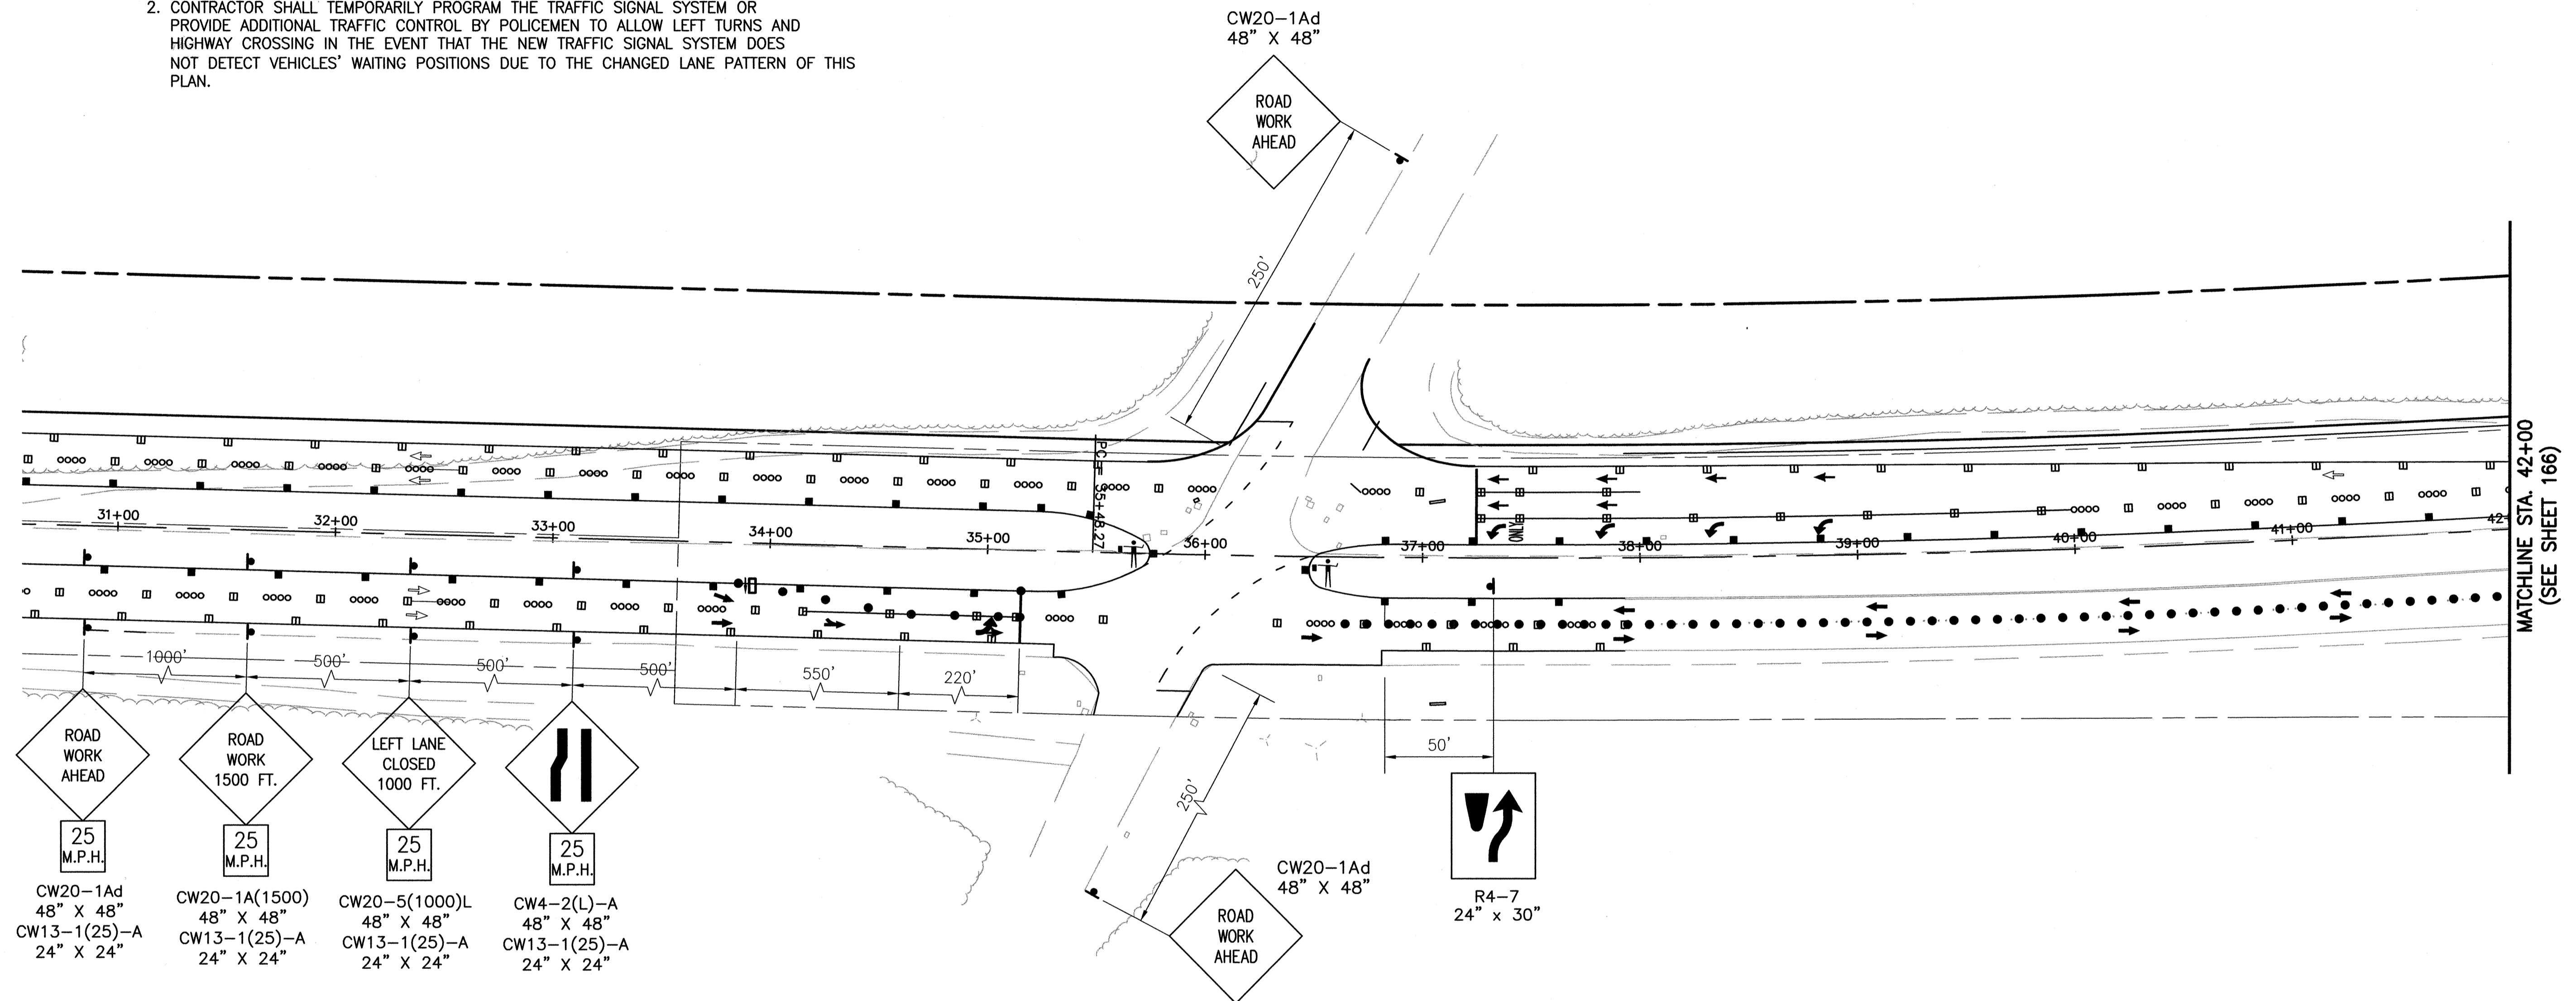 2. CONTRACTOR SHALL TEMPORARILY PROGRAM THE TRAFFIC SIGNAL SYSTEM OR
PROVIDE ADDITIONAL TRAFFIC CONTROL BY POLICEMEN TO ALLOW LEFT TURNS AND
HIGHWAY CROSSING IN THE EVENT THAT THE NEW TRAFFIC SIGNAL SYSTEM DOES
NOT DETECT VEHICLES' WAITING POSITIONS DUE TO THE CHANGED LANE PATTERN OF THIS
PLAN.
CW20-1Ad
48" X 48"
ROAD
WORK
AHEAD
250'
MATCHLINE STA. 42+00
(SEE SHEET 166)
PC = 35+48.27
31+00
32+00
33+00
34+00
35+00
36+00
37+00
38+00
39+00
40+00
41+00
42+
ONLY
1000'
500'
500'
500'
550'
220'
50'
250'
ROAD
WORK
AHEAD
25
M.P.H.
CW20-1Ad
48" X 48"
CW13-1(25)-A
24" X 24"
ROAD
WORK
1500 FT.
25
M.P.H.
CW20-1A(1500)
48" X 48"
CW13-1(25)-A
24" X 24"
LEFT LANE
CLOSED
1000 FT.
25
M.P.H.
CW20-5(1000)L
48" X 48"
CW13-1(25)-A
24" X 24"
25
M.P.H.
CW4-2(L)-A
48" X 48"
CW13-1(25)-A
24" X 24"
CW20-1Ad
48" X 48"
ROAD
WORK
AHEAD
R4-7
24" x 30"